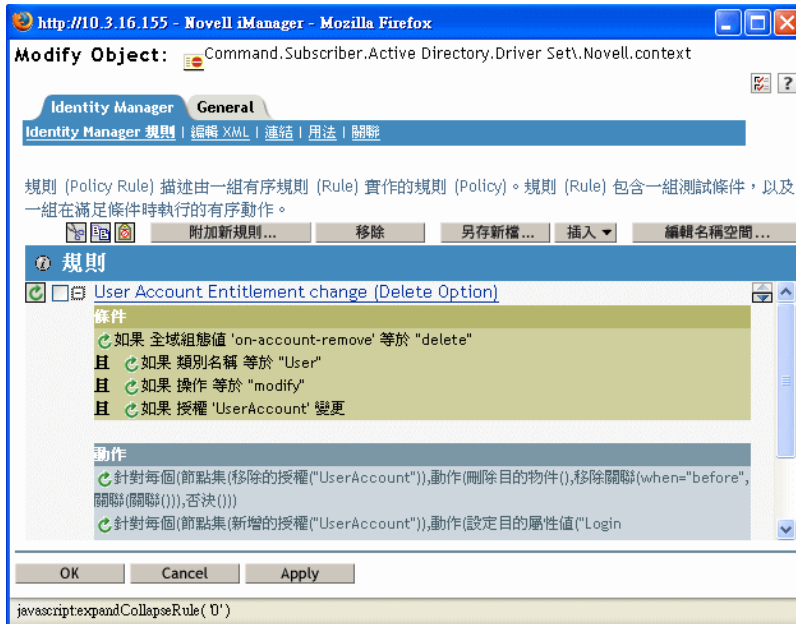 http://10.3.16.155 - Novell iManager - Mozilla Firefox
Modify Object: Command.Subscriber.Active Directory.Driver Set\.Novell.context
?
Identity Manager General
Identity Manager 規則 | 編輯 XML | 連結 | 用法 | 關聯
規則 (Policy Rule) 描述由一組有序規則 (Rule) 實作的規則 (Policy)。規則 (Rule) 包含一組測試條件，以及
一組在滿足條件時執行的有序動作。
附加新規則... 移除 另存新檔... 插入 編輯名稱空間...
規則
User Account Entitlement change (Delete Option)
條件
如果 全域組態值 'on-account-remove' 等於 "delete"
且 如果 類別名稱 等於 "User"
且 如果 操作 等於 "modify"
且 如果 授權 'UserAccount' 變更
動作
針對每個(節點集(移除的授權("UserAccount")),動作(刪除目的物件(),移除關聯(when="before",
關聯(關聯())),否決()))
針對每個(節點集(新增的授權("UserAccount")),動作(設定目的屬性值("Login
OK Cancel Apply
javascript:expandCollapseRule( '0' )